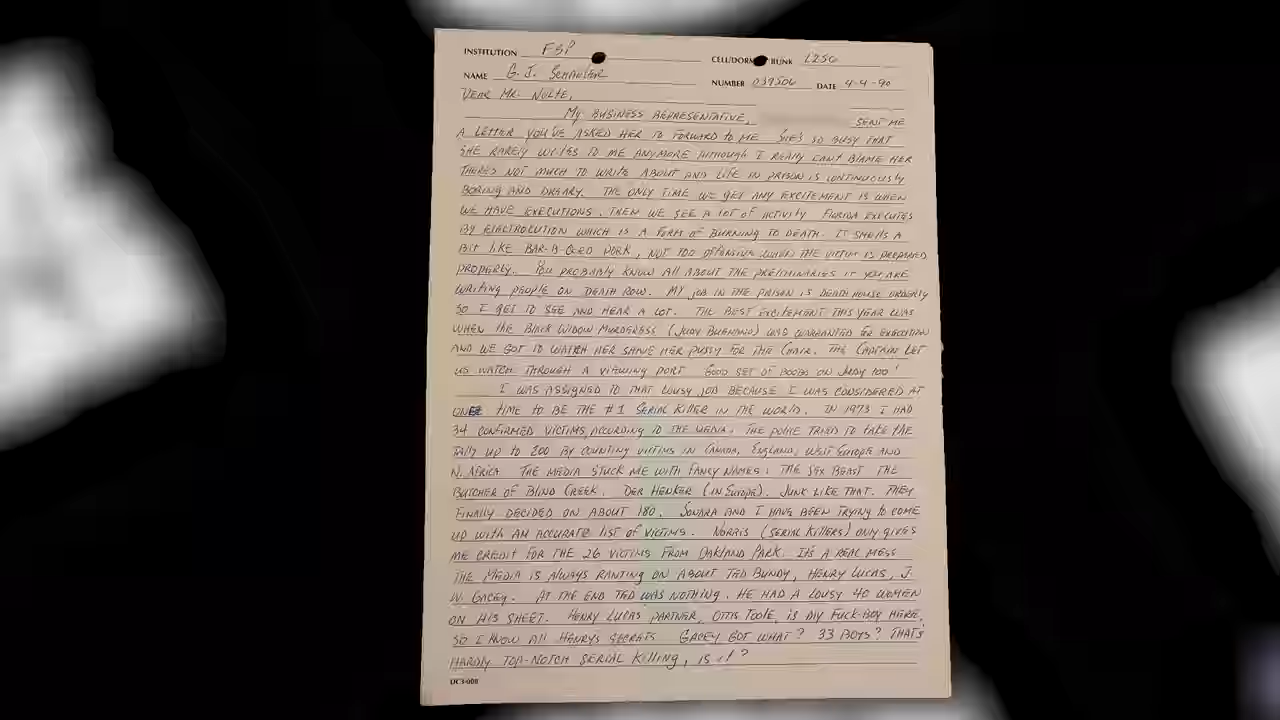 INSTITUTION FSP CELL/DORM BUNK L2S6
NAME G. J. SCHAEFER NUMBER 039506 DATE 4-4-90
DEAR MR. NOLTE,
MY BUSINESS REPRESENTATIVE, SENT ME
A LETTER YOU'VE ASKED HER TO FORWARD TO ME SHE'S SO BUSY THAT
SHE RARELY WRITES TO ME ANYMORE THOUGH I REALLY CAN'T BLAME HER
THERE'S NOT MUCH TO WRITE ABOUT AND LIFE IN PRISON IS CONTINUOUSLY
BORING AND DREARY. THE ONLY TIME WE GET ANY EXCITEMENT IS WHEN
WE HAVE EXECUTIONS. THEN WE SEE A LOT OF ACTIVITY FLORIDA EXECUTES
BY ELECTROCUTION WHICH IS A FORM OF BURNING TO DEATH. IT SMELLS A
BIT LIKE BAR-B-QUED PORK, NOT TOO OFFENSIVE WHEN THE VICTIM IS PREPARED
PROPERLY. YOU PROBABLY KNOW ALL ABOUT THE PRELIMINARIES IF YOU ARE
WRITING PEOPLE ON DEATH ROW. MY JOB IN THE PRISON IS DEATH HOUSE ORDERLY
SO I GET TO SEE AND HEAR A LOT. THE BEST EXCITEMENT THIS YEAR WAS
WHEN THE BLACK WIDOW MURDERESS (JUDY BUENANO) WAS WARRANTED FOR EXECUTION
AND WE GOT TO WATCH HER SHAVE HER PUSSY FOR THE CHAIR. THE CAPTAIN LET
US WATCH THROUGH A VIEWING PORT GOOD SET OF BOOBS ON JUDY TOO!
I WAS ASSIGNED TO THAT LOUSY JOB BECAUSE I WAS CONSIDERED AT
ONE TIME TO BE THE #1 SERIAL KILLER IN THE WORLD. IN 1973 I HAD
34 CONFIRMED VICTIMS, ACCORDING TO THE MEDIA. THE POLICE TRIED TO TAKE THE
TALLY UP TO 200 BY COUNTING VICTIMS IN CANADA, ENGLAND, WEST EUROPE AND
N. AFRICA THE MEDIA STUCK ME WITH FANCY NAMES: THE SEX BEAST THE
BUTCHER OF BLIND CREEK. DER HENKER (IN EUROPE). JUNK LIKE THAT. THEY
FINALLY DECIDED ON ABOUT 180. SONDRA AND I HAVE BEEN TRYING TO COME
UP WITH AN ACCURATE LIST OF VICTIMS. NORRIS (SERIAL KILLERS) ONLY GIVES
ME CREDIT FOR THE 26 VICTIMS FROM OAKLAND PARK. IT'S A REAL MESS
THE MEDIA IS ALWAYS RANTING ON ABOUT TED BUNDY, HENRY LUCAS, J.
W. GACEY. AT THE END TED WAS NOTHING. HE HAD A LOUSY 40 WOMEN
ON HIS SHEET. HENRY LUCAS PARTNER, OTTIS TOOLE, IS MY FUCK-BOY HERE,
SO I KNOW ALL HENRYS SECRETS GACEY GOT WHAT? 33 BOYS? THAT'S
HARDLY TOP-NOTCH SERIAL KILLING, IS IT?
DC3-008